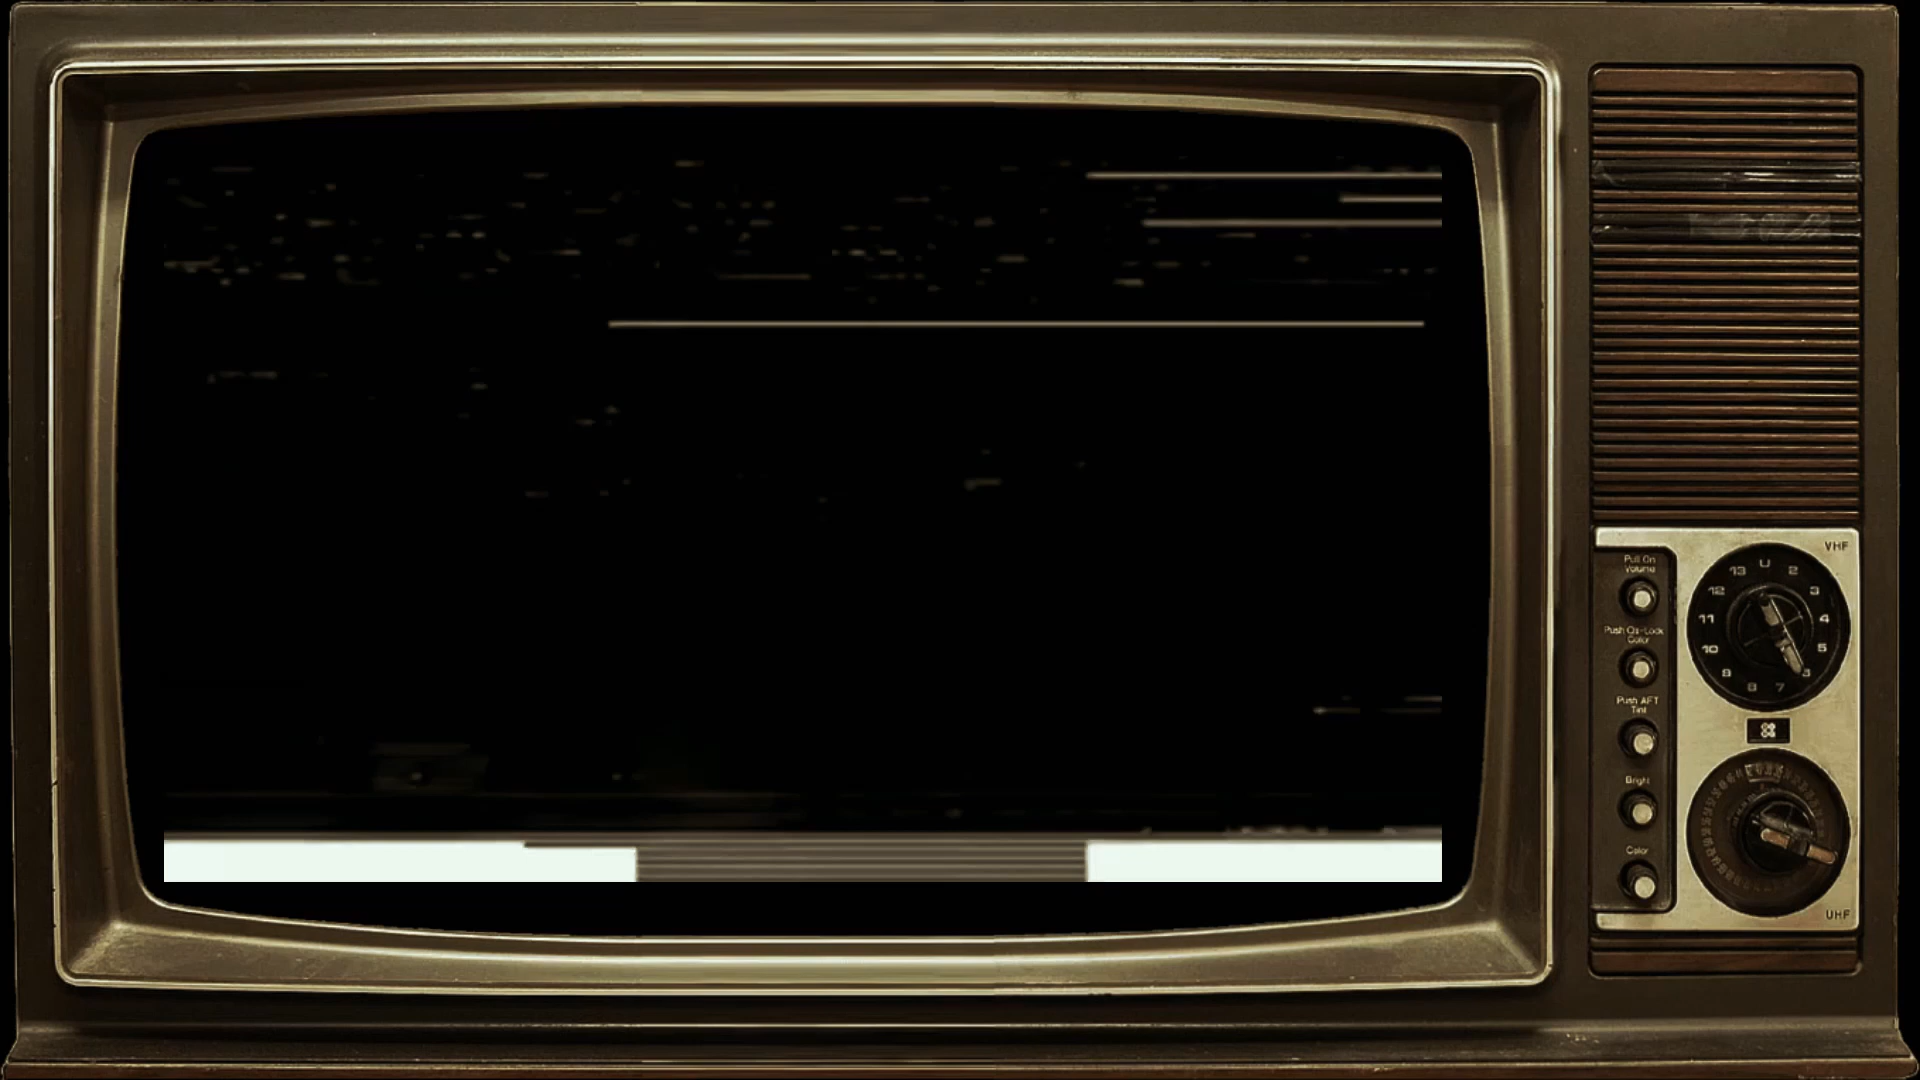 VHF
Pull On
Volume
U
2
3
4
5
7
8
9
10
11
12
13
Push On-Lock
Color
Push AFT
Tint
Bright
Color
UHF